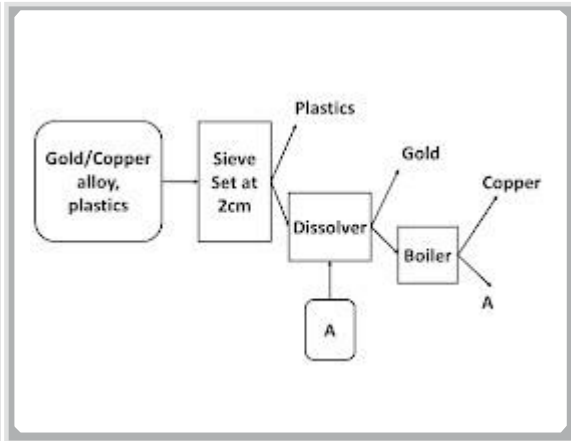 Plastics
Gold/Copper
alloy,
plastics
Sieve
Set at
2cm
Gold
Copper
Dissolver
Boiler
A
A